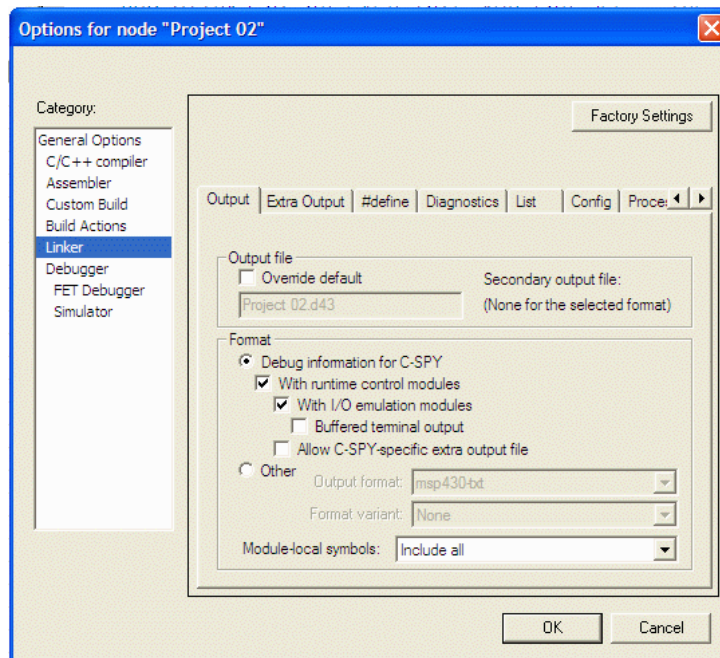 Options for node "Project 02"
Category:
Factory Settings
General Options
C/C++ compiler
Assembler
Custom Build
Build Actions
Linker
Debugger
FET Debugger
Simulator
Output Extra Output #define Diagnostics List Config Proce
Output file
Override default
Secondary output file:
Project 02.d43
(None for the selected format)
Format
Debug information for C-SPY
With runtime control modules
With I/O emulation modules
Buffered terminal output
Allow C-SPY-specific extra output file
Other
Output format: msp430-txt
Format variant: None
Module-local symbols: Include all
OK Cancel